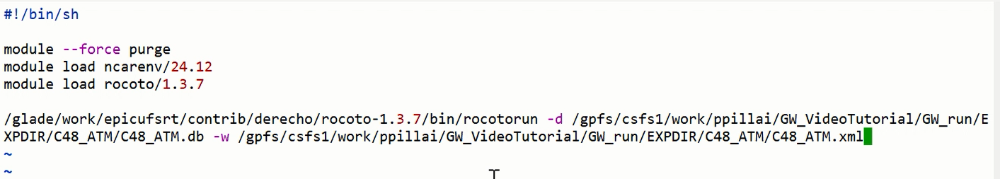 #!/bin/sh
module --force purge
module load ncarenv/24.12
module load rocoto/1.3.7
/glade/work/epicufsrt/contrib/derecho/rocoto-1.3.7/bin/rocotorun -d /gpfs/csfs1/work/ppillai/GW_VideoTutorial/GW_run/E
XPDIR/C48_ATM/C48_ATM.db -w /gpfs/csfs1/work/ppillai/GW_VideoTutorial/GW_run/EXPDIR/C48_ATM/C48_ATM.xml
~
~